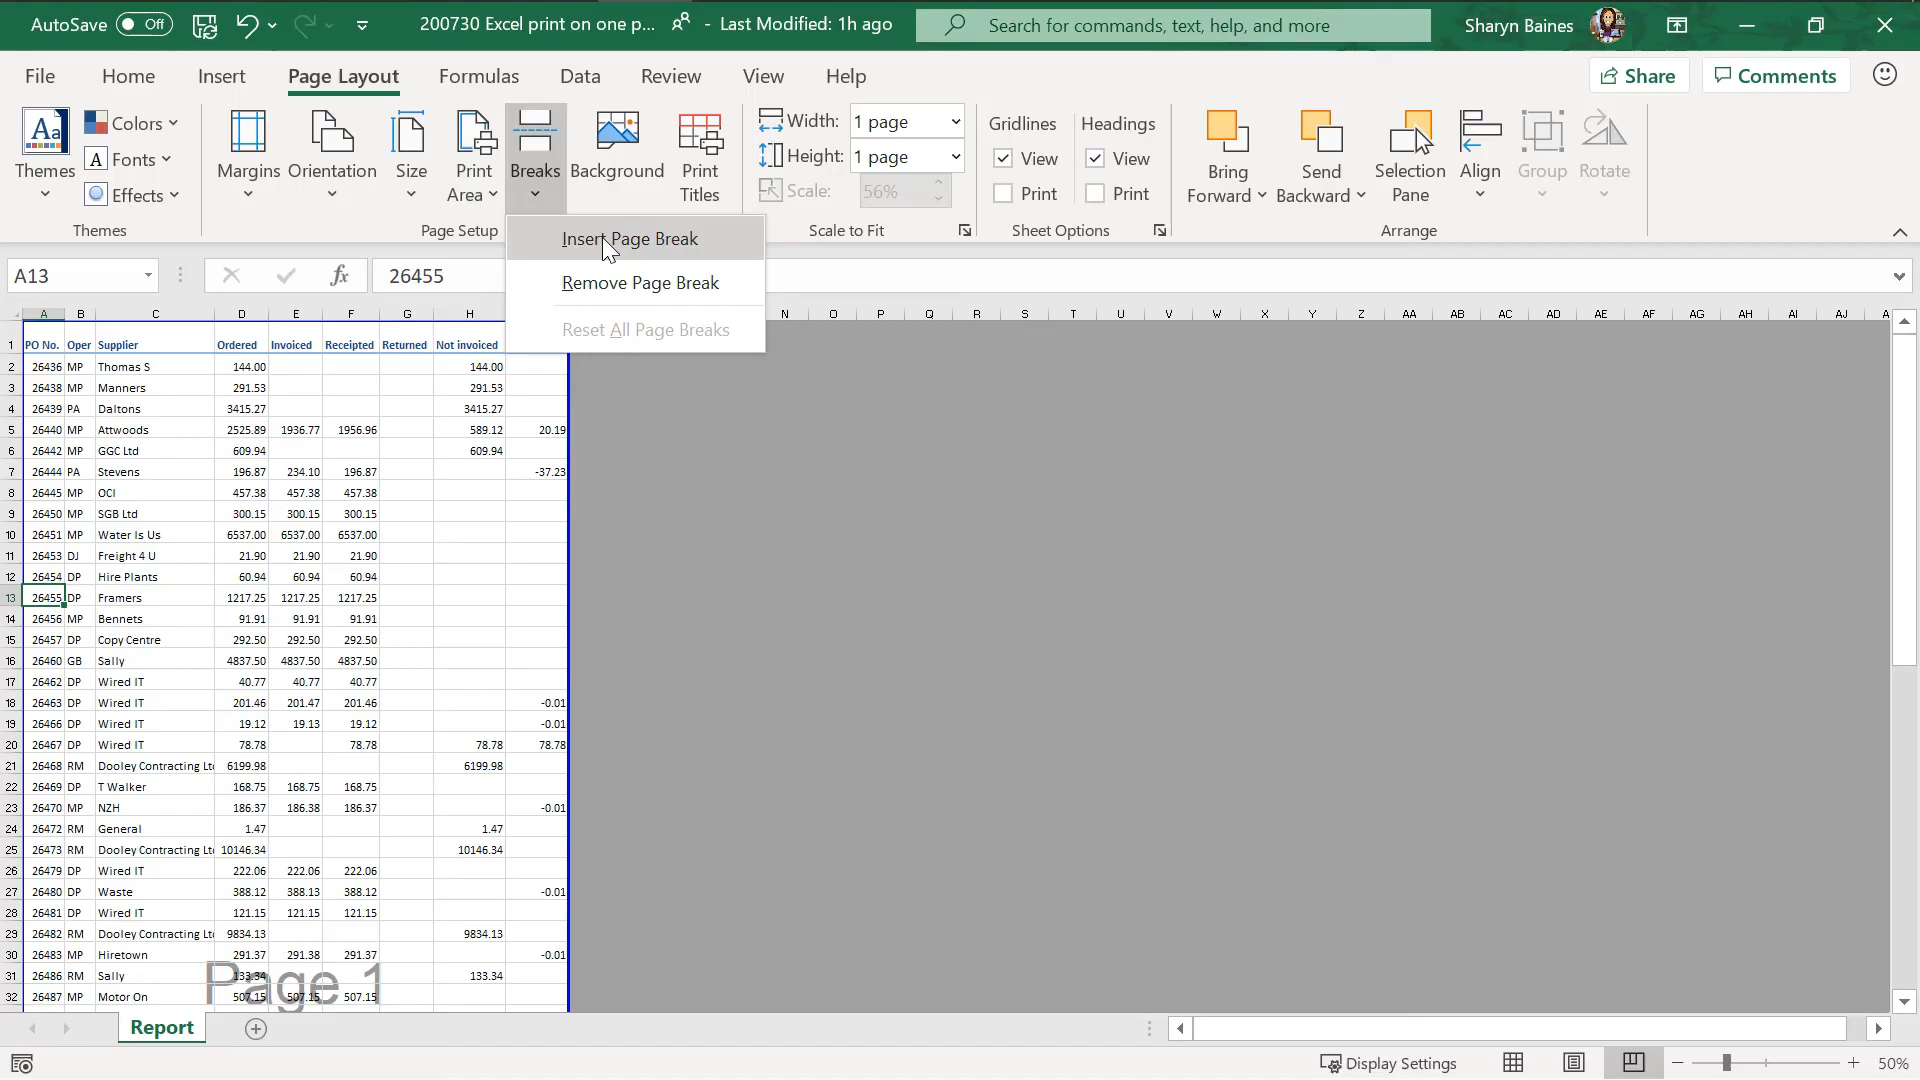 AutoSave Off 200730 Excel print on one p... - Last Modified: 1h ago Search for commands, text, help, and more Sharyn Baines
File Home Insert Page Layout Formulas Data Review View Help Share Comments
Themes Colors Fonts Effects Margins Orientation Size Print Area Breaks Background Print Titles Width: 1 page Height: 1 page Scale: 56% Gridlines View Print Headings View Print Bring Forward Send Backward Selection Pane Align Group Rotate
Themes Page Setup Scale to Fit Sheet Options Arrange
Insert Page Break
Remove Page Break
Reset All Page Breaks
A13 fx 26455
A B C D E F G H N O P Q R S T U V W X Y Z AA AB AC AD AE AF AG AH AI AJ A
1 PO No. Oper Supplier Ordered Invoiced Receipted Returned Not invoiced
2 26436 MP Thomas S 144.00 144.00
3 26438 MP Manners 291.53 291.53
4 26439 PA Daltons 3415.27 3415.27
5 26440 MP Attwoods 2525.89 1936.77 1956.96 589.12 20.19
6 26442 MP GGC Ltd 609.94 609.94
7 26444 PA Stevens 196.87 234.10 196.87 -37.23
8 26445 MP OCI 457.38 457.38 457.38
9 26450 MP SGB Ltd 300.15 300.15 300.15
10 26451 MP Water Is Us 6537.00 6537.00 6537.00
11 26453 DJ Freight 4 U 21.90 21.90 21.90
12 26454 DP Hire Plants 60.94 60.94 60.94
13 26455 DP Framers 1217.25 1217.25 1217.25
14 26456 MP Bennets 91.91 91.91 91.91
15 26457 DP Copy Centre 292.50 292.50 292.50
16 26460 GB Sally 4837.50 4837.50 4837.50
17 26462 DP Wired IT 40.77 40.77 40.77
18 26463 DP Wired IT 201.46 201.47 201.46 -0.01
19 26466 DP Wired IT 19.12 19.13 19.12 -0.01
20 26467 DP Wired IT 78.78 78.78 78.78 78.78
21 26468 RM Dooley Contracting Ltd 6199.98 6199.98
22 26469 DP T Walker 168.75 168.75 168.75
23 26470 MP NZH 186.37 186.38 186.37 -0.01
24 26472 RM General 1.47 1.47
25 26473 RM Dooley Contracting Ltd 10146.34 10146.34
26 26479 DP Wired IT 222.06 222.06 222.06
27 26480 DP Waste 388.12 388.13 388.12 -0.01
28 26481 DP Wired IT 121.15 121.15 121.15
29 26482 RM Dooley Contracting Ltd 9834.13 9834.13
30 26483 MP Hiretown 291.37 291.38 291.37 -0.01
31 26486 RM Sally 133.34 133.34
Page 1
32 26487 MP Motor On 507.15 507.15 507.15
Report
Display Settings 50%